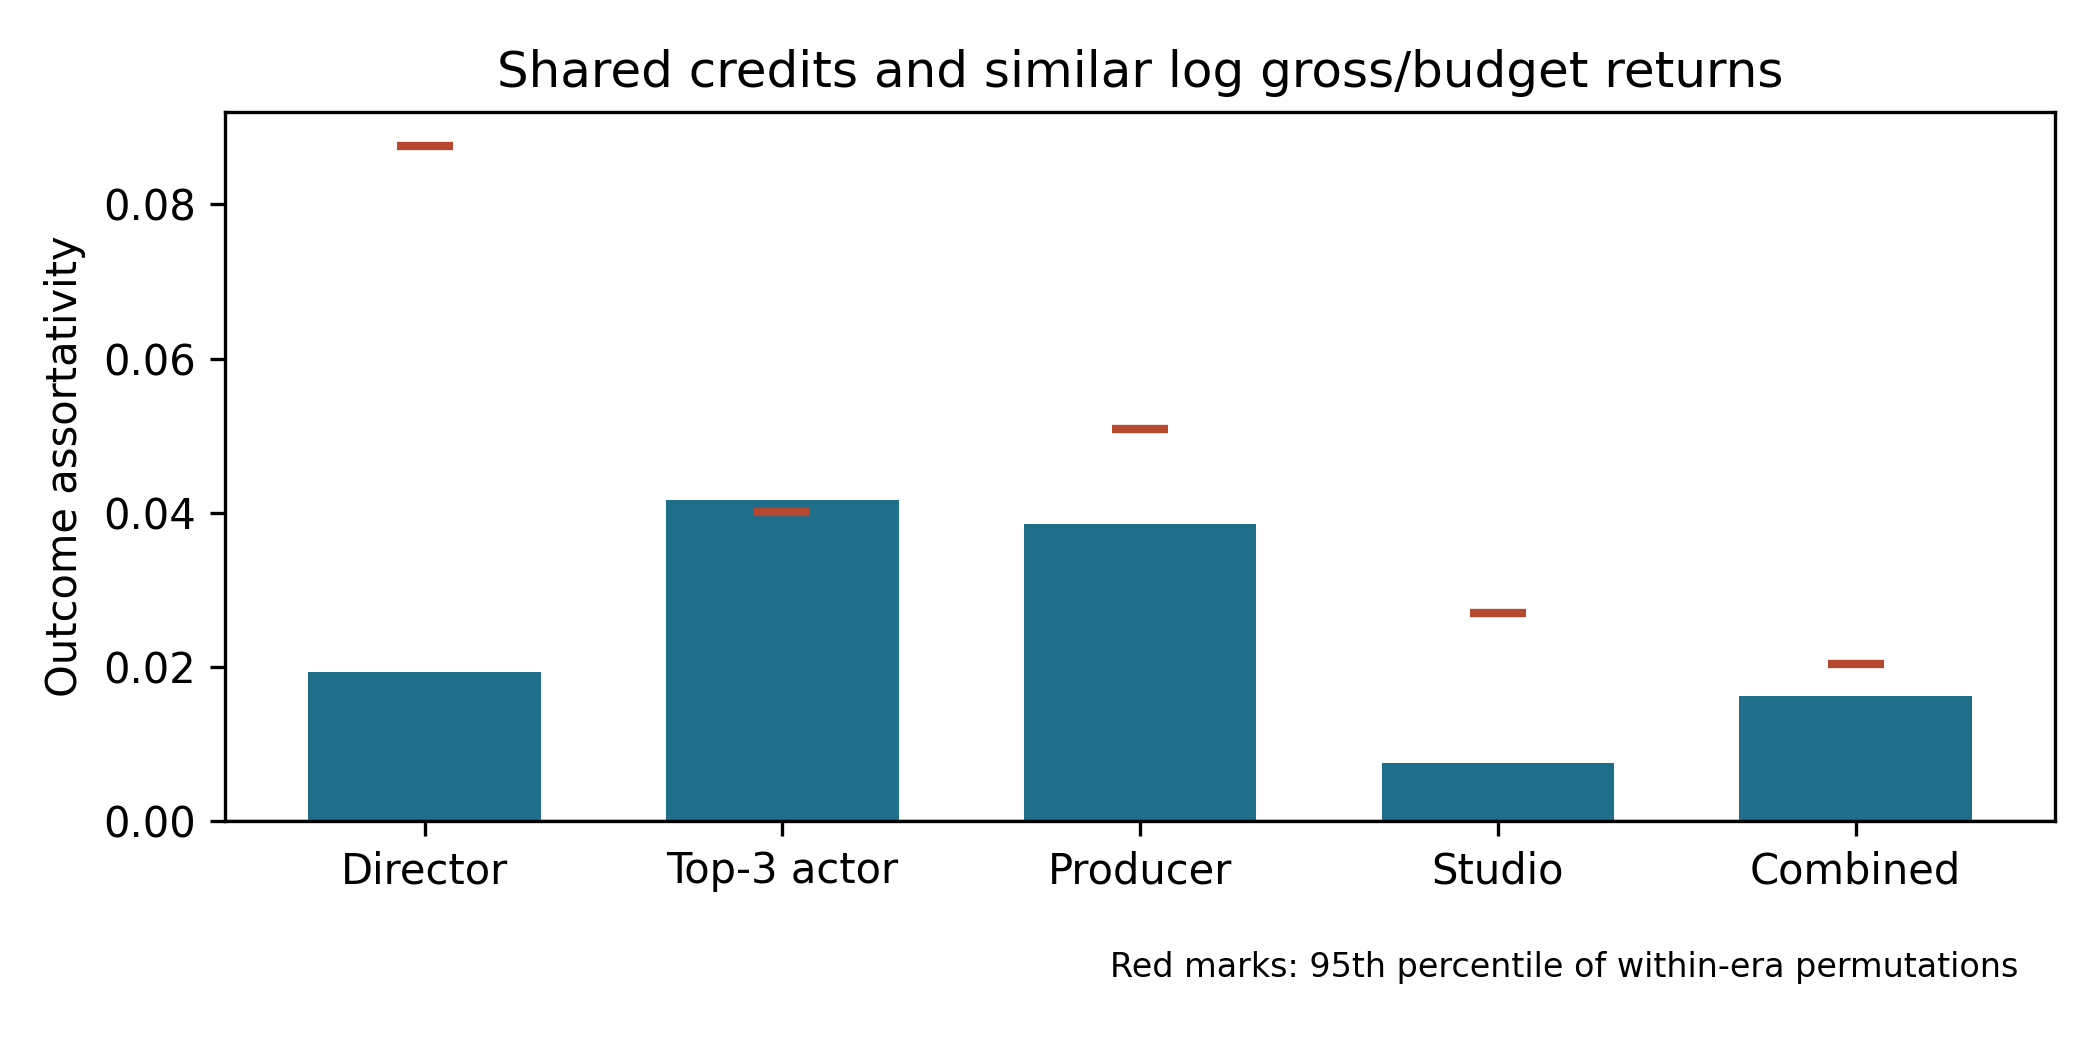 Shared credits and similar log gross/budget returns
Outcome assortativity
0.08
0.06
0.04
0.02
0.00
Director
Top-3 actor
Producer
Studio
Combined
Red marks: 95th percentile of within-era permutations